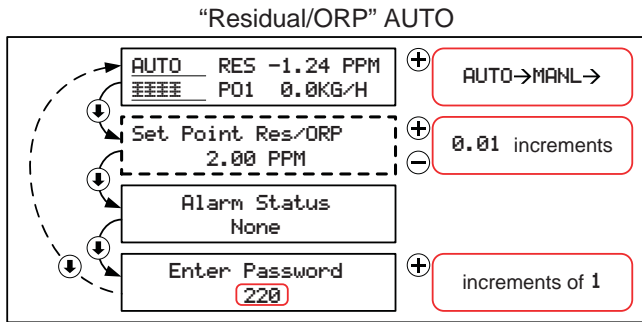 "Residual/ORP" AUTO
AUTO RES -1.24 PPM
PO1 0.0KG/H
AUTO→MANL→
Set Point Res/ORP
2.00 PPM
0.01 increments
Alarm Status
None
Enter Password
220
increments of 1